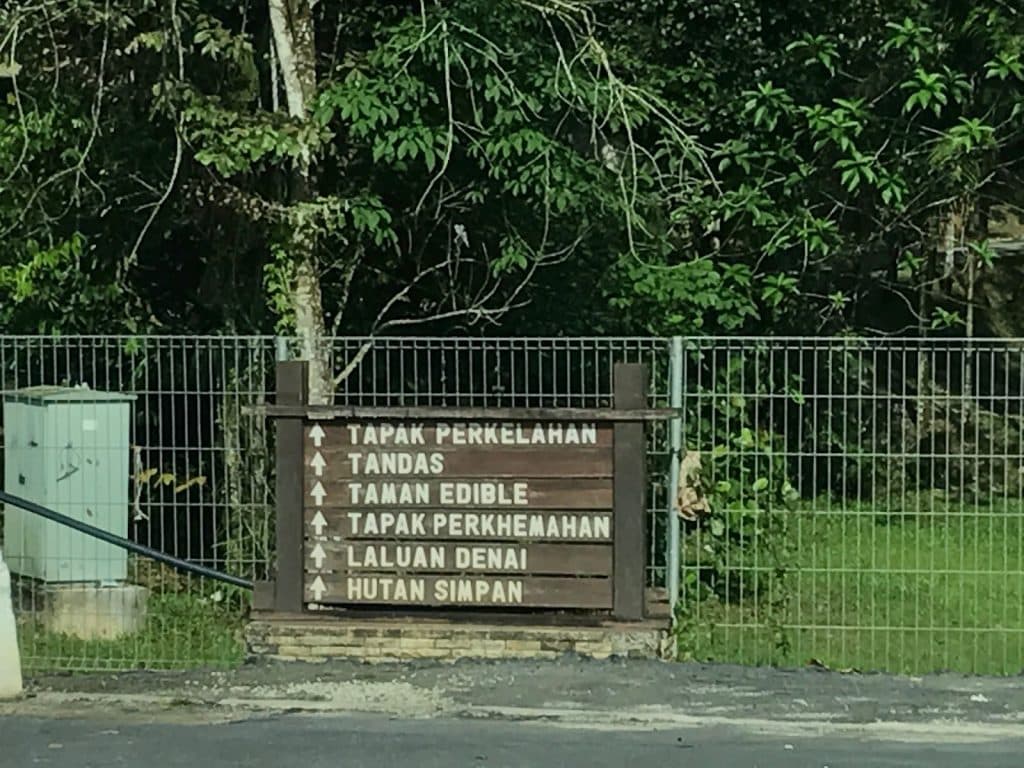 ↑ TAPAK PERKELAHAN
↑ TANDAS
↑ TAMAN EDIBLE
↑ TAPAK PERKHEMAHAN
↑ LALUAN DENAI
↑ HUTAN SIMPAN